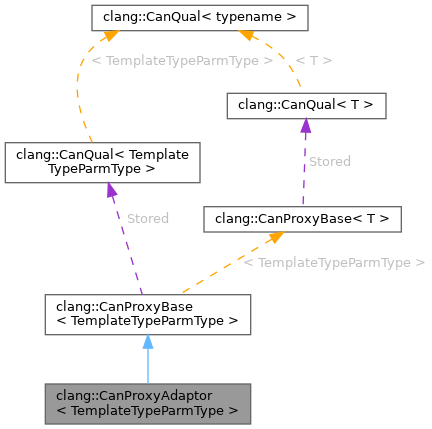 clang::CanQual< typename >
< TemplateTypeParmType >
< T >
clang::CanQual< T >
clang::CanQual< Template
TypeParmType >
Stored
Stored
clang::CanProxyBase< T >
< TemplateTypeParmType >
clang::CanProxyBase
< TemplateTypeParmType >
clang::CanProxyAdaptor
< TemplateTypeParmType >